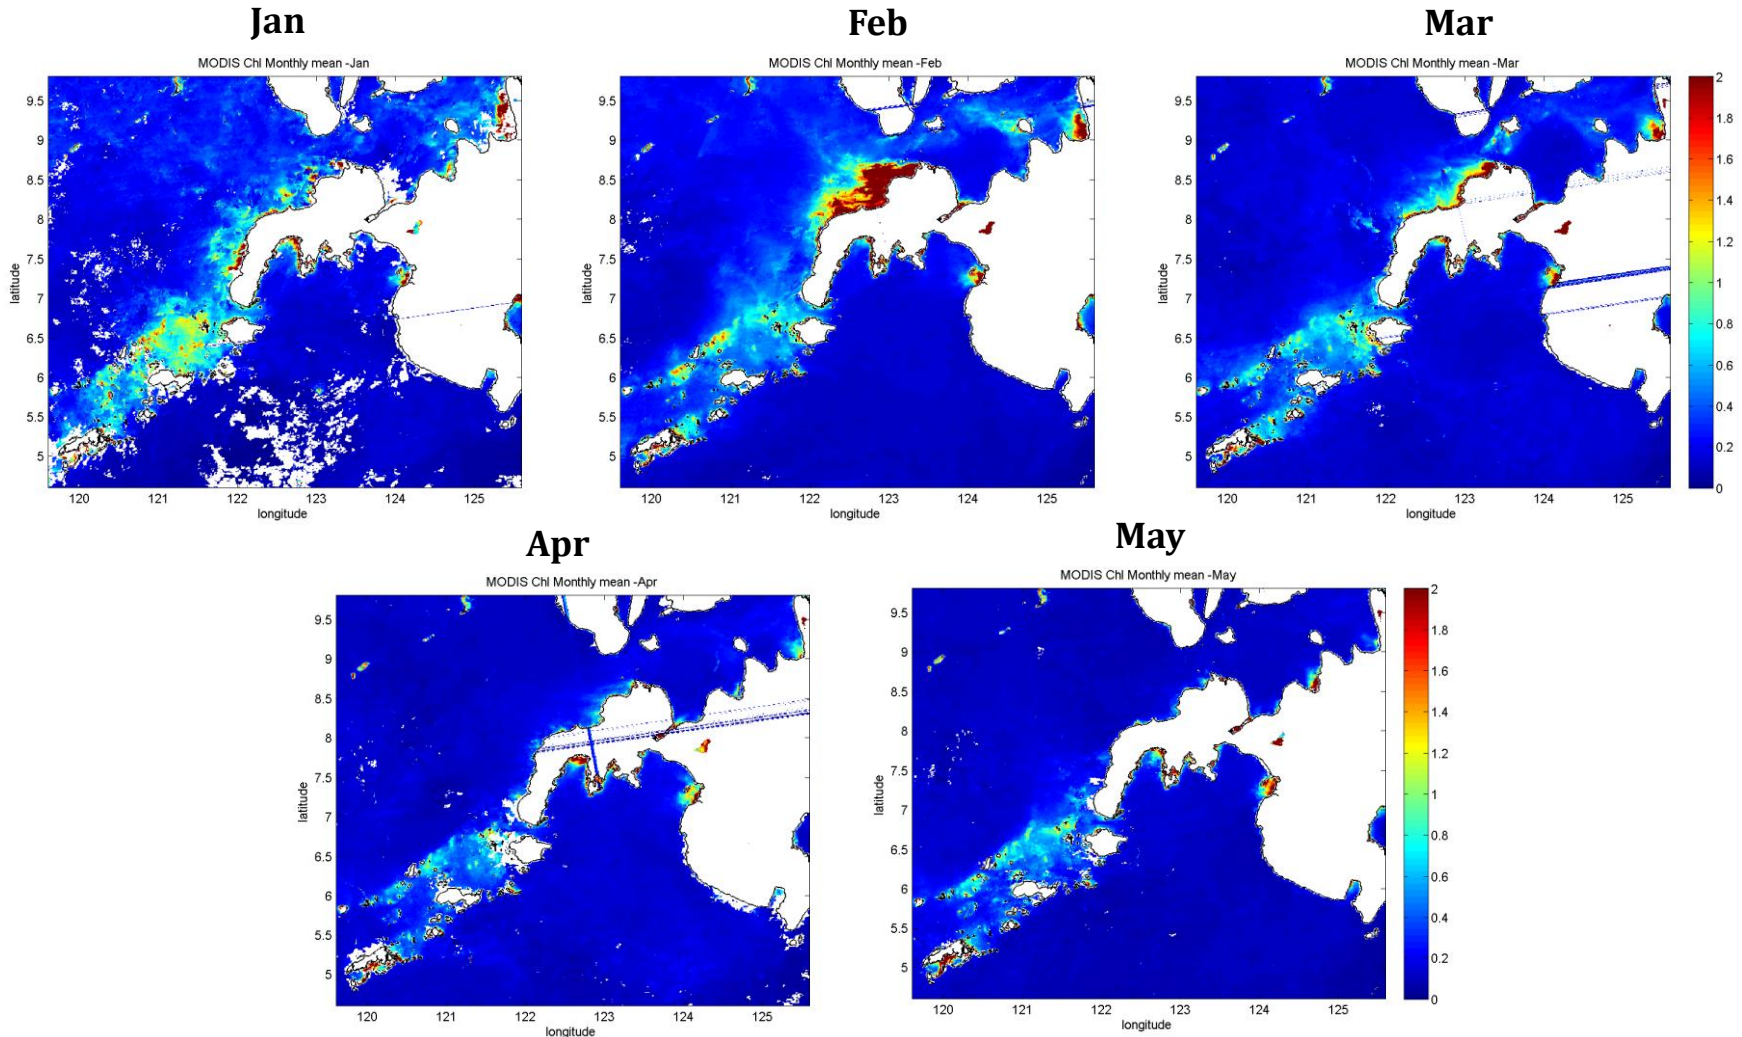 Jan
Feb
Mar
MODIS Chl Monthly mean -Jan
MODIS Chl Monthly mean -Feb
MODIS Chl Monthly mean -Mar
9.5
9
8.5
8
7.5
7
6.5
6
5.5
5
latitude
120 121 122 123 124 125
longitude
9.5
9
8.5
8
7.5
7
6.5
6
5.5
5
latitude
120 121 122 123 124 125
longitude
9.5
9
8.5
8
7.5
7
6.5
6
5.5
5
latitude
120 121 122 123 124 125
longitude
2
1.8
1.6
1.4
1.2
1
0.8
0.6
0.4
0.2
0
Apr
May
MODIS Chl Monthly mean -Apr
MODIS Chl Monthly mean -May
9.5
9
8.5
8
7.5
7
6.5
6
5.5
5
latitude
120 121 122 123 124 125
longitude
9.5
9
8.5
8
7.5
7
6.5
6
5.5
5
latitude
120 121 122 123 124 125
longitude
2
1.8
1.6
1.4
1.2
1
0.8
0.6
0.4
0.2
0